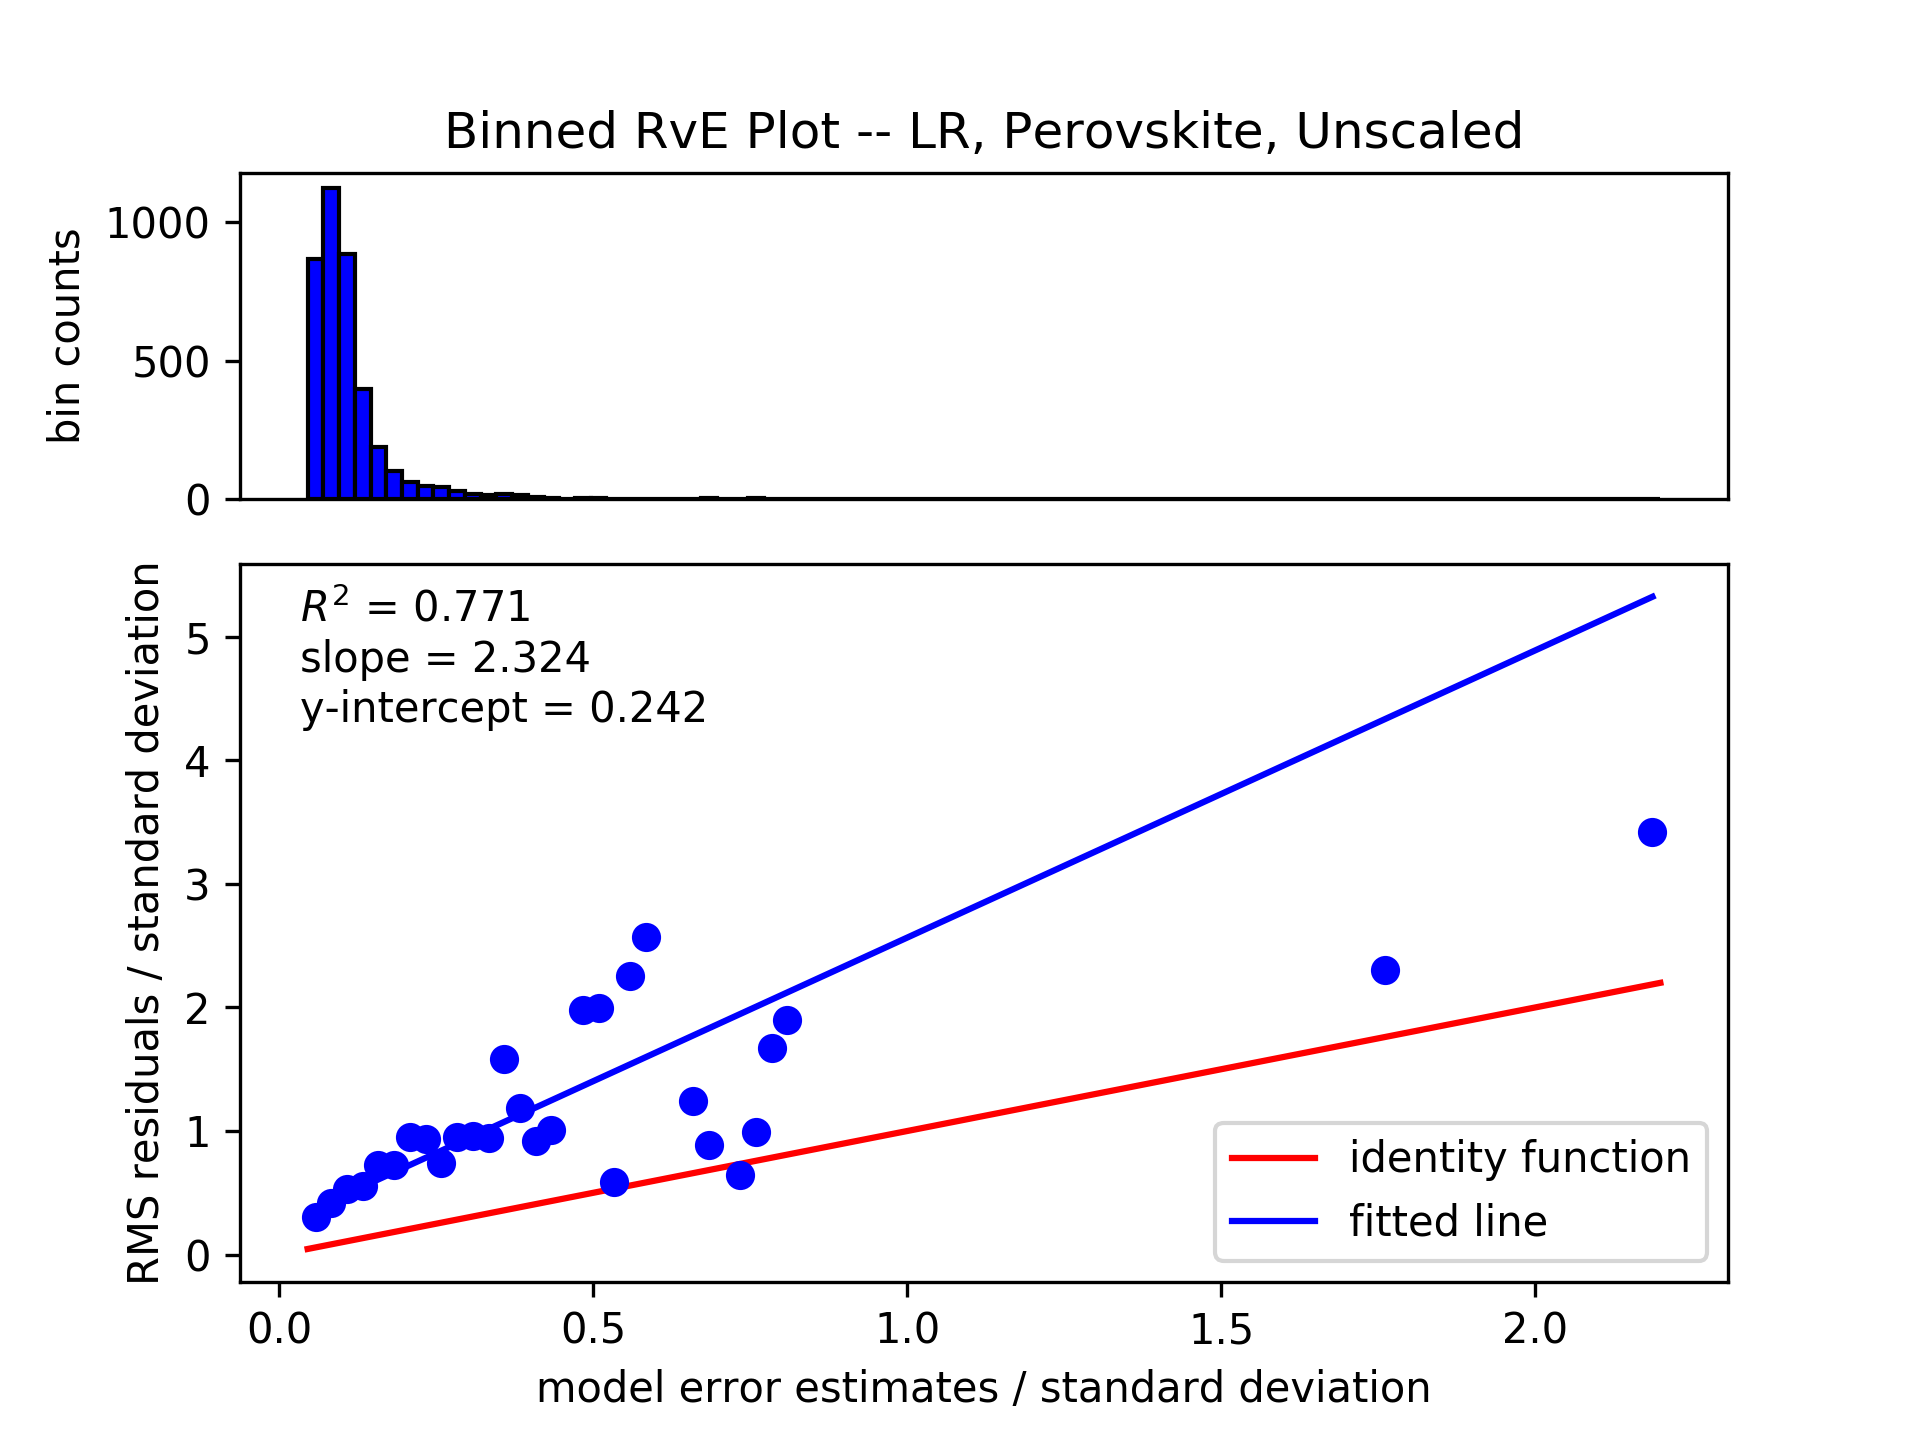 Binned RvE Plot -- LR, Perovskite, Unscaled
bin counts
1000
500
0
RMS residuals / standard deviation
R² = 0.771
slope = 2.324
y-intercept = 0.242
5
4
3
2
1
0
identity function
fitted line
0.0 0.5 1.0 1.5 2.0
model error estimates / standard deviation